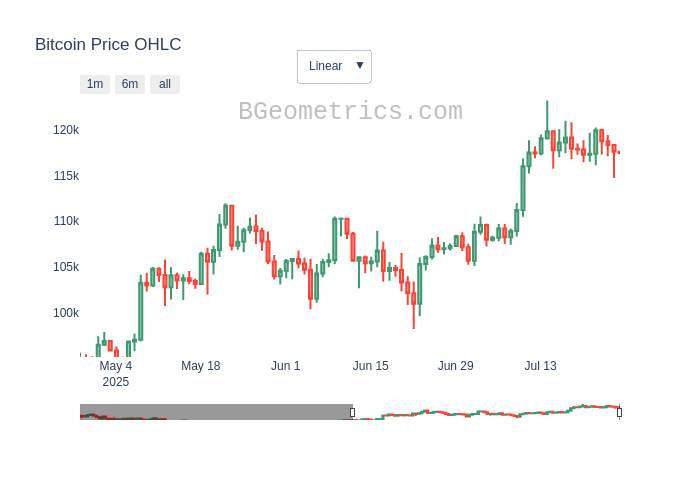 Bitcoin Price OHLC
Linear ▼
1m 6m all
BGeometrics.com
120k
115k
110k
105k
100k
May 4 May 18 Jun 1 Jun 15 Jun 29 Jul 13
2025